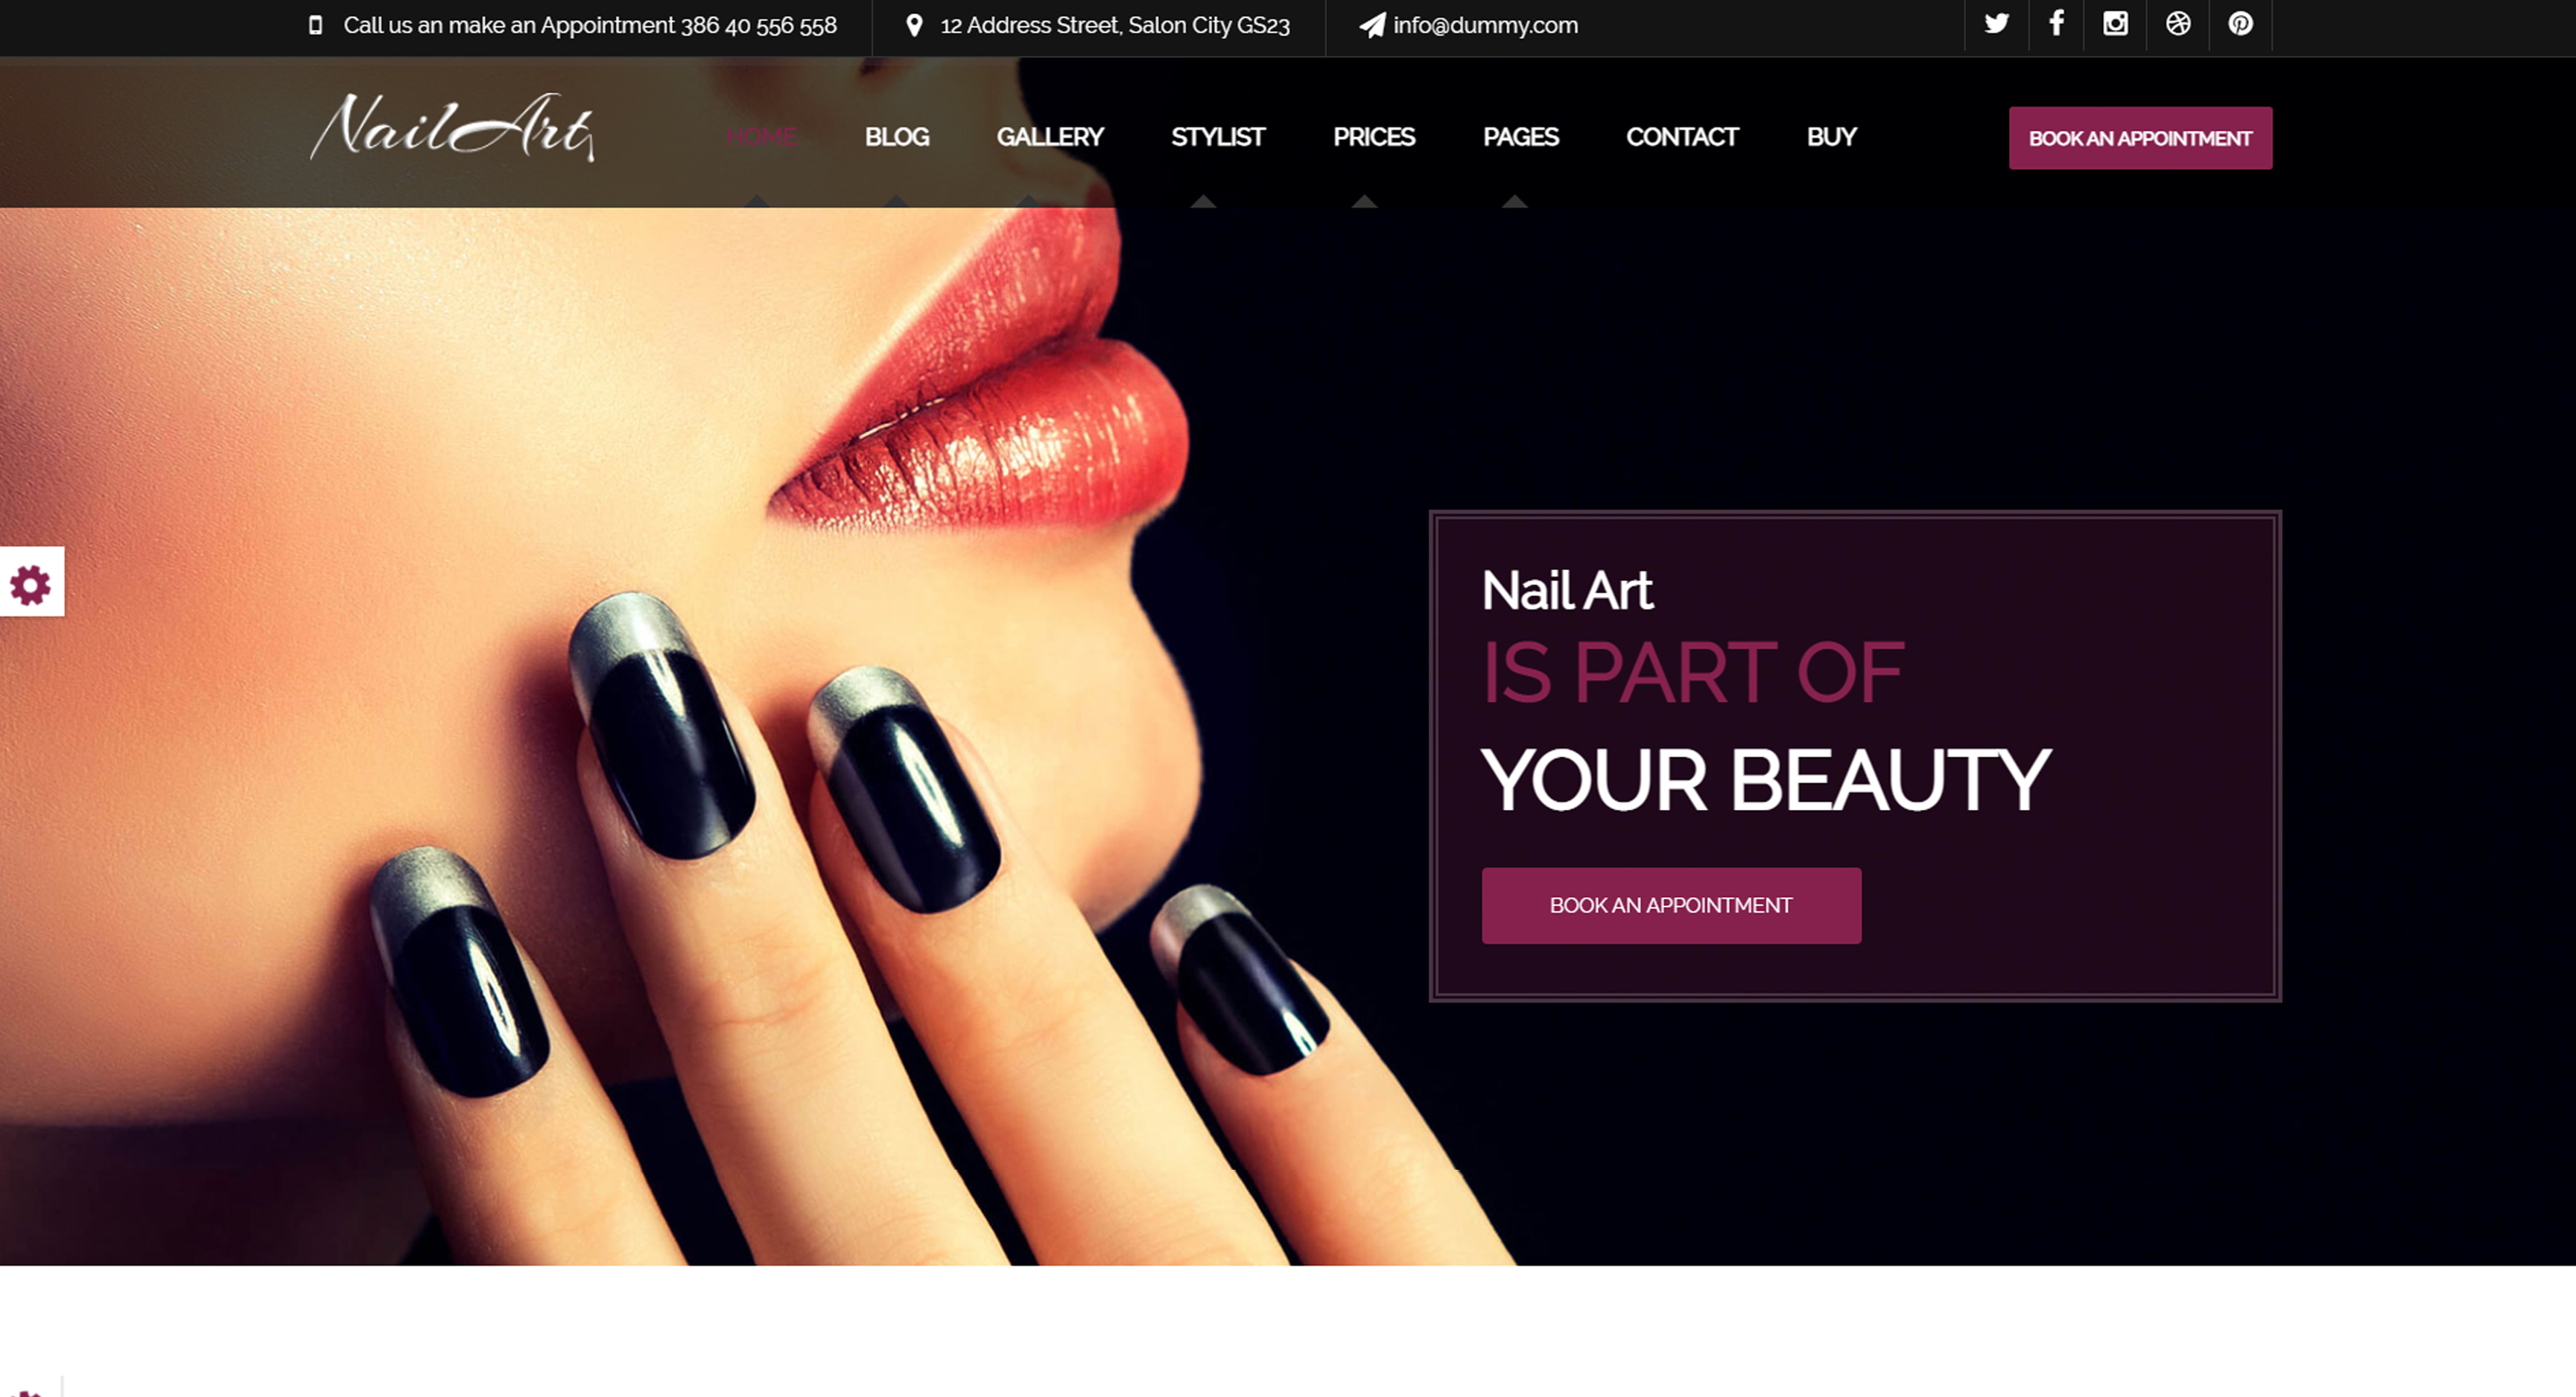 Call us an make an Appointment 386 40 556 558
12 Address Street, Salon City GS23
info@dummy.com
Nail Art
HOME
BLOG
GALLERY
STYLIST
PRICES
PAGES
CONTACT
BUY
BOOK AN APPOINTMENT
Nail Art
IS PART OF
YOUR BEAUTY
BOOK AN APPOINTMENT